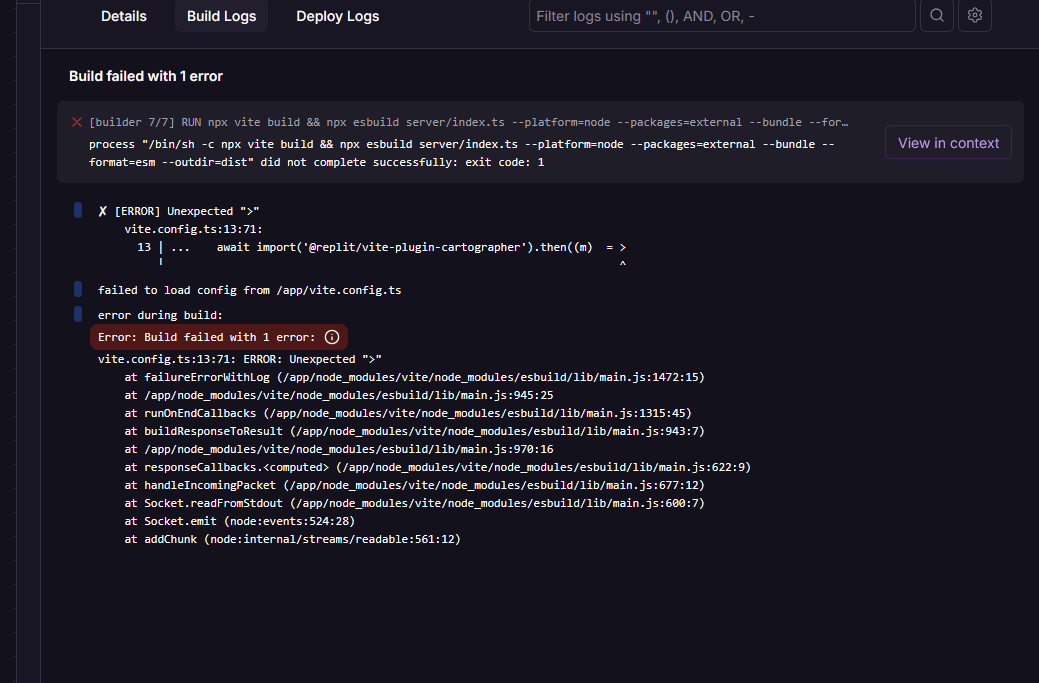 Details Build Logs Deploy Logs Filter logs using "", (), AND, OR, -
Build failed with 1 error
✗ [builder 7/7] RUN npx vite build && npx esbuild server/index.ts --platform=node --packages=external --bundle --for…
process "/bin/sh -c npx vite build && npx esbuild server/index.ts --platform=node --packages=external --bundle --
format=esm --outdir=dist" did not complete successfully: exit code: 1
View in context
✗ [ERROR] Unexpected ">"
vite.config.ts:13:71:
13 | ... await import('@replit/vite-plugin-cartographer').then((m) = >
╵ ^
failed to load config from /app/vite.config.ts
error during build:
Error: Build failed with 1 error:
vite.config.ts:13:71: ERROR: Unexpected ">"
at failureErrorWithLog (/app/node_modules/vite/node_modules/esbuild/lib/main.js:1472:15)
at /app/node_modules/vite/node_modules/esbuild/lib/main.js:945:25
at runOnEndCallbacks (/app/node_modules/vite/node_modules/esbuild/lib/main.js:1315:45)
at buildResponseToResult (/app/node_modules/vite/node_modules/esbuild/lib/main.js:943:7)
at /app/node_modules/vite/node_modules/esbuild/lib/main.js:970:16
at responseCallbacks.<computed> (/app/node_modules/vite/node_modules/esbuild/lib/main.js:622:9)
at handleIncomingPacket (/app/node_modules/vite/node_modules/esbuild/lib/main.js:677:12)
at Socket.readFromStdout (/app/node_modules/vite/node_modules/esbuild/lib/main.js:600:7)
at Socket.emit (node:events:524:28)
at addChunk (node:internal/streams/readable:561:12)